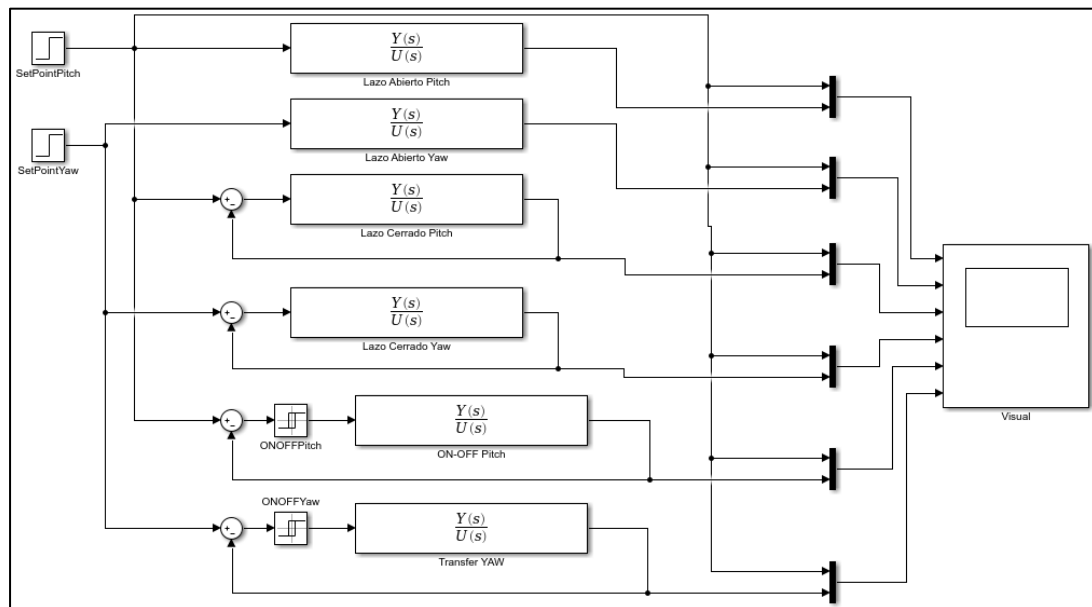 SetPointPitch
Y(s)
U(s)
Lazo Abierto Pitch
SetPointYaw
Y(s)
U(s)
Lazo Abierto Yaw
+
−
Y(s)
U(s)
Lazo Cerrado Pitch
+
−
Y(s)
U(s)
Lazo Cerrado Yaw
Visual
+
−
ONOFFPitch
Y(s)
U(s)
ON-OFF Pitch
ONOFFYaw
+
−
Y(s)
U(s)
Transfer YAW